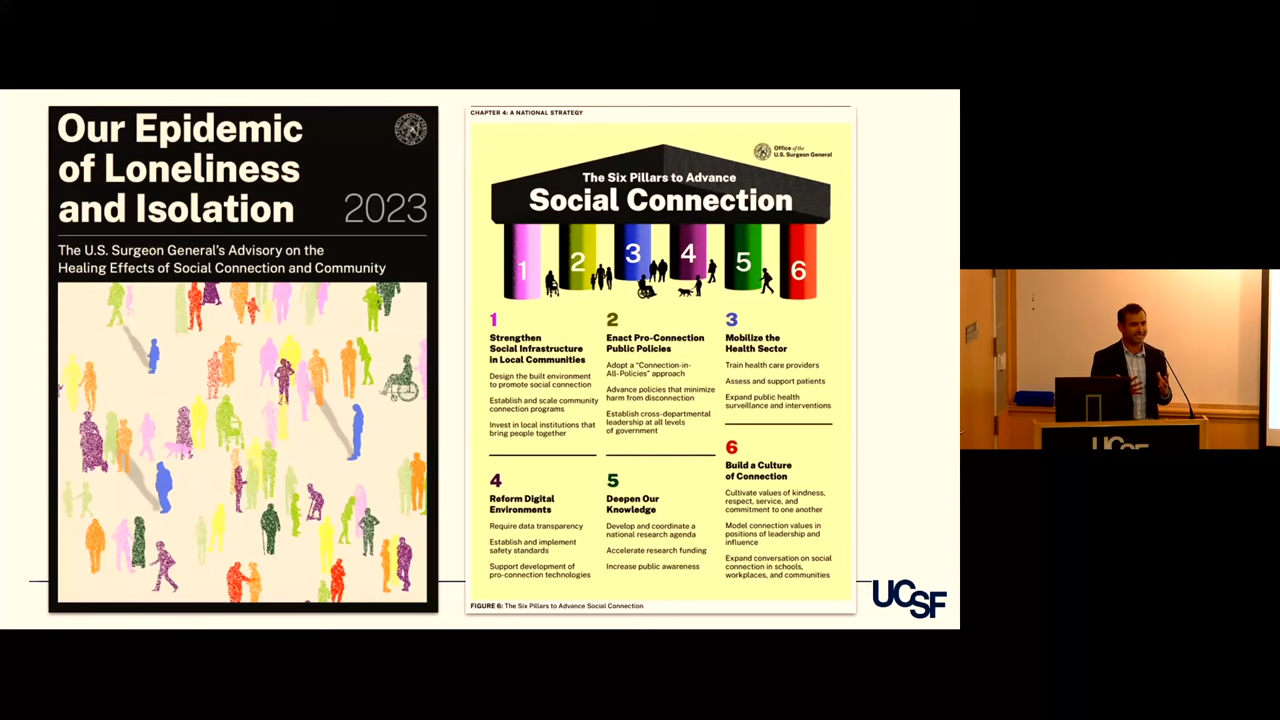 Our Epidemic
of Loneliness
and Isolation
2023
The U.S. Surgeon General's Advisory on the
Healing Effects of Social Connection and Community
CHAPTER 4: A NATIONAL STRATEGY
Office of the
U.S. Surgeon General
The Six Pillars to Advance
Social Connection
1
2
3
4
5
6
1
Strengthen
Social Infrastructure
in Local Communities
Design the built environment
to promote social connection
Establish and scale community
connection programs
Invest in local institutions that
bring people together
2
Enact Pro-Connection
Public Policies
Adopt a "Connection-in-
All-Policies" approach
Advance policies that minimize
harm from disconnection
Establish cross-departmental
leadership at all levels
of government
3
Mobilize the
Health Sector
Train health care providers
Assess and support patients
Expand public health
surveillance and interventions
4
Reform Digital
Environments
Require data transparency
Establish and implement
safety standards
Support development of
pro-connection technologies
5
Deepen Our
Knowledge
Develop and coordinate a
national research agenda
Accelerate research funding
Increase public awareness
6
Build a Culture
of Connection
Cultivate values of kindness,
respect, service, and
commitment to one another
Model connection values in
positions of leadership and
influence
Expand conversation on social
connection in schools,
workplaces, and communities
FIGURE 6: The Six Pillars to Advance Social Connection
UCSF
UCSF